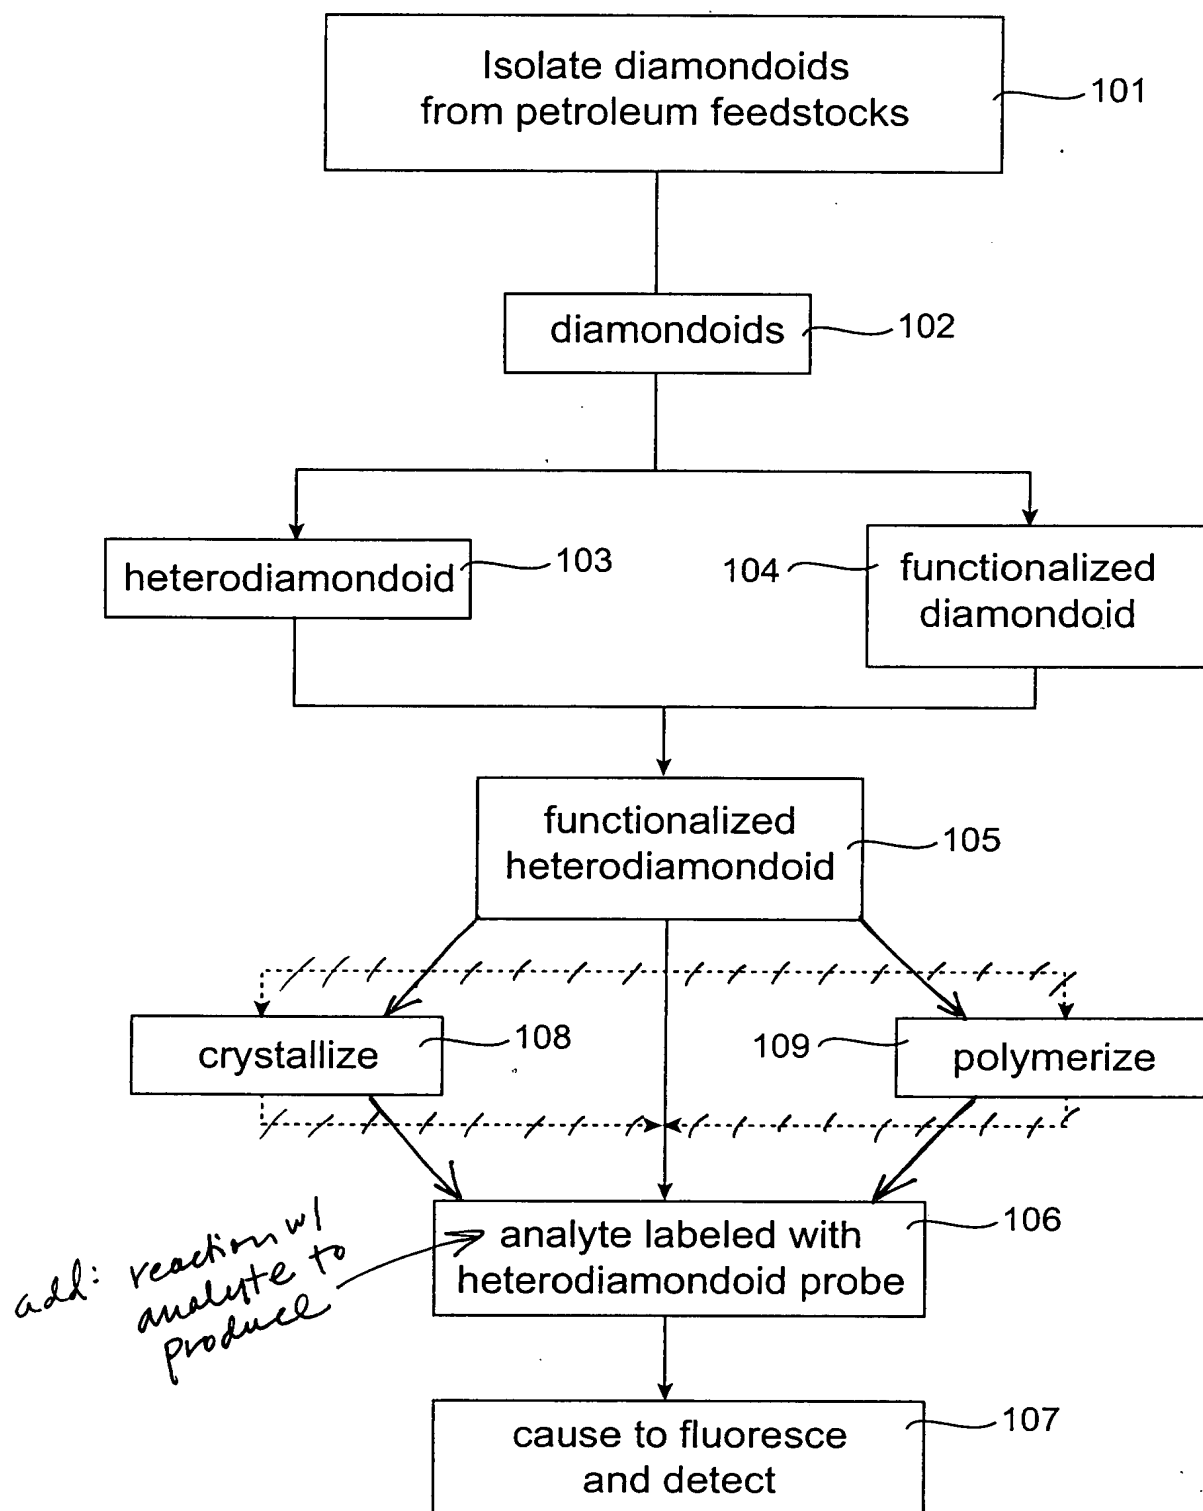 Isolate diamondoids
from petroleum feedstocks
101
diamondoids
102
heterodiamondoid
103
104
functionalized
diamondoid
functionalized
heterodiamondoid
105
crystallize
108
109
polymerize
add: reaction w/
analyte to
produce
analyte labeled with
heterodiamondoid probe
106
cause to fluoresce
and detect
107